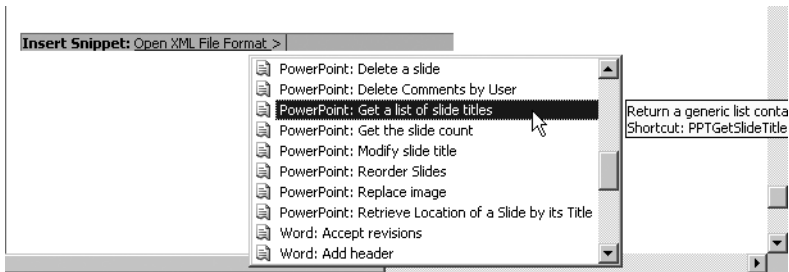 Insert Snippet: Open XML File Format >
PowerPoint: Delete a slide
PowerPoint: Delete Comments by User
PowerPoint: Get a list of slide titles
PowerPoint: Get the slide count
PowerPoint: Modify slide title
PowerPoint: Reorder Slides
PowerPoint: Replace image
PowerPoint: Retrieve Location of a Slide by its Title
Word: Accept revisions
Word: Add header
Return a generic list conta
Shortcut: PPTGetSlideTitle